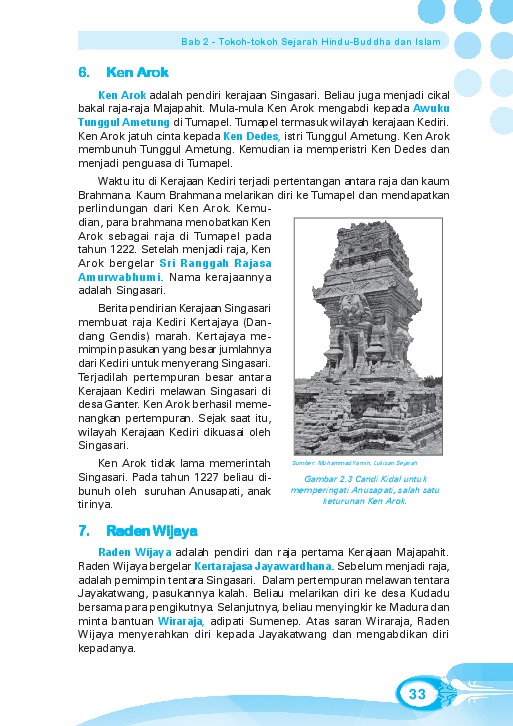 Bab 2 - Tokoh-tokoh Sejarah Hindu-Buddha dan Islam
6. Ken Arok
Ken Arok adalah pendiri kerajaan Singasari. Beliau juga menjadi cikal
bakal raja-raja Majapahit. Mula-mula Ken Arok mengabdi kepada Awuku
Tunggul Ametung di Tumapel. Tumapel termasuk wilayah kerajaan Kediri.
Ken Arok jatuh cinta kepada Ken Dedes, istri Tunggul Ametung. Ken Arok
membunuh Tunggul Ametung. Kemudian ia memperistri Ken Dedes dan
menjadi penguasa di Tumapel.
Waktu itu di Kerajaan Kediri terjadi pertentangan antara raja dan kaum
Brahmana. Kaum Brahmana melarikan diri ke Tumapel dan mendapatkan
perlindungan dari Ken Arok. Kemu-
dian, para brahmana menobatkan Ken
Arok sebagai raja di Tumapel pada
tahun 1222. Setelah menjadi raja, Ken
Arok bergelar Sri Ranggah Rajasa
Amurwabhumi. Nama kerajaannya
adalah Singasari.
Berita pendirian Kerajaan Singasari
membuat raja Kediri Kertajaya (Dan-
dang Gendis) marah. Kertajaya me-
mimpin pasukan yang besar jumlahnya
dari Kediri untuk menyerang Singasari.
Terjadilah pertempuran besar antara
Kerajaan Kediri melawan Singasari di
desa Ganter. Ken Arok berhasil meme-
nangkan pertempuran. Sejak saat itu,
wilayah Kerajaan Kediri dikuasai oleh
Singasari.
Ken Arok tidak lama memerintah
Singasari. Pada tahun 1227 beliau di-
bunuh oleh suruhan Anusapati, anak
tirinya.
Sumber: Muhammad Yamin, Lukisan Sejarah
Gambar 2.3 Candi Kidal untuk
memperingati Anusapati, salah satu
keturunan Ken Arok.
7. Raden Wijaya
Raden Wijaya adalah pendiri dan raja pertama Kerajaan Majapahit.
Raden Wijaya bergelar Kertarajasa Jayawardhana. Sebelum menjadi raja,
adalah pemimpin tentara Singasari. Dalam pertempuran melawan tentara
Jayakatwang, pasukannya kalah. Beliau melarikan diri ke desa Kudadu
bersama para pengikutnya. Selanjutnya, beliau menyingkir ke Madura dan
minta bantuan Wiraraja, adipati Sumenep. Atas saran Wiraraja, Raden
Wijaya menyerahkan diri kepada Jayakatwang dan mengabdikan diri
kepadanya.
33